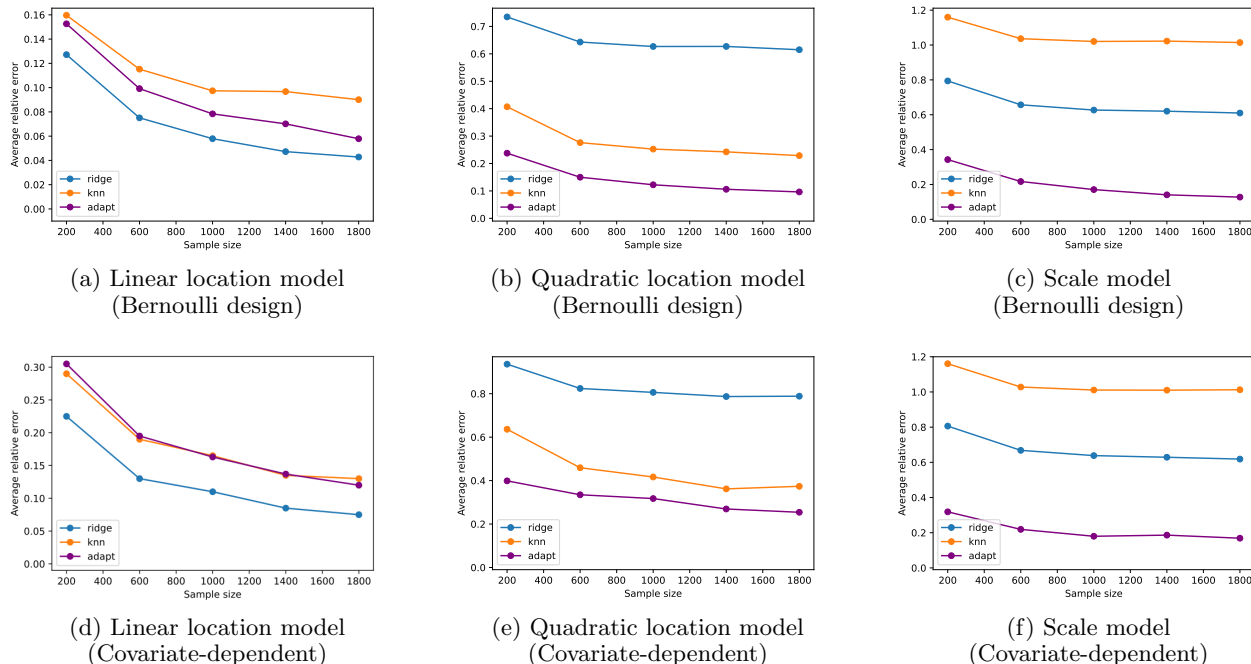 Average relative error
0.16
0.14
0.12
0.10
0.08
0.06
0.04
0.02
0.00
ridge
knn
adapt
200 400 600 800 1000 1200 1400 1600 1800
Sample size
(a) Linear location model
(Bernoulli design)
Average relative error
0.7
0.6
0.5
0.4
0.3
0.2
0.1
0.0
ridge
knn
adapt
200 400 600 800 1000 1200 1400 1600 1800
Sample size
(b) Quadratic location model
(Bernoulli design)
Average relative error
1.2
1.0
0.8
0.6
0.4
0.2
0.0
ridge
knn
adapt
200 400 600 800 1000 1200 1400 1600 1800
Sample size
(c) Scale model
(Bernoulli design)
Average relative error
0.30
0.25
0.20
0.15
0.10
0.05
0.00
ridge
knn
adapt
200 400 600 800 1000 1200 1400 1600 1800
Sample size
(d) Linear location model
(Covariate-dependent)
Average relative error
0.8
0.6
0.4
0.2
0.0
ridge
knn
adapt
200 400 600 800 1000 1200 1400 1600 1800
Sample size
(e) Quadratic location model
(Covariate-dependent)
Average relative error
1.2
1.0
0.8
0.6
0.4
0.2
0.0
ridge
knn
adapt
200 400 600 800 1000 1200 1400 1600 1800
Sample size
(f) Scale model
(Covariate-dependent)